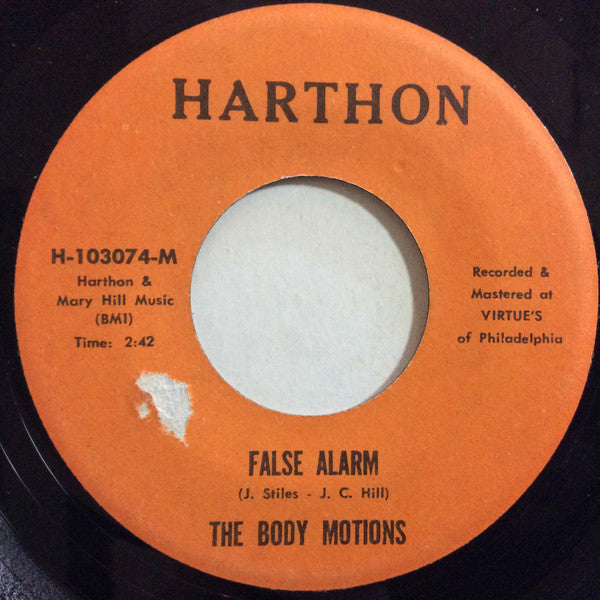 HARTHON
H-103074-M
Harthon &
Mary Hill Music
(BMI)
Time: 2:42
Recorded &
Mastered at
VIRTUE'S
of Philadelphia
FALSE ALARM
(J. Stiles - J. C. Hill)
THE BODY MOTIONS